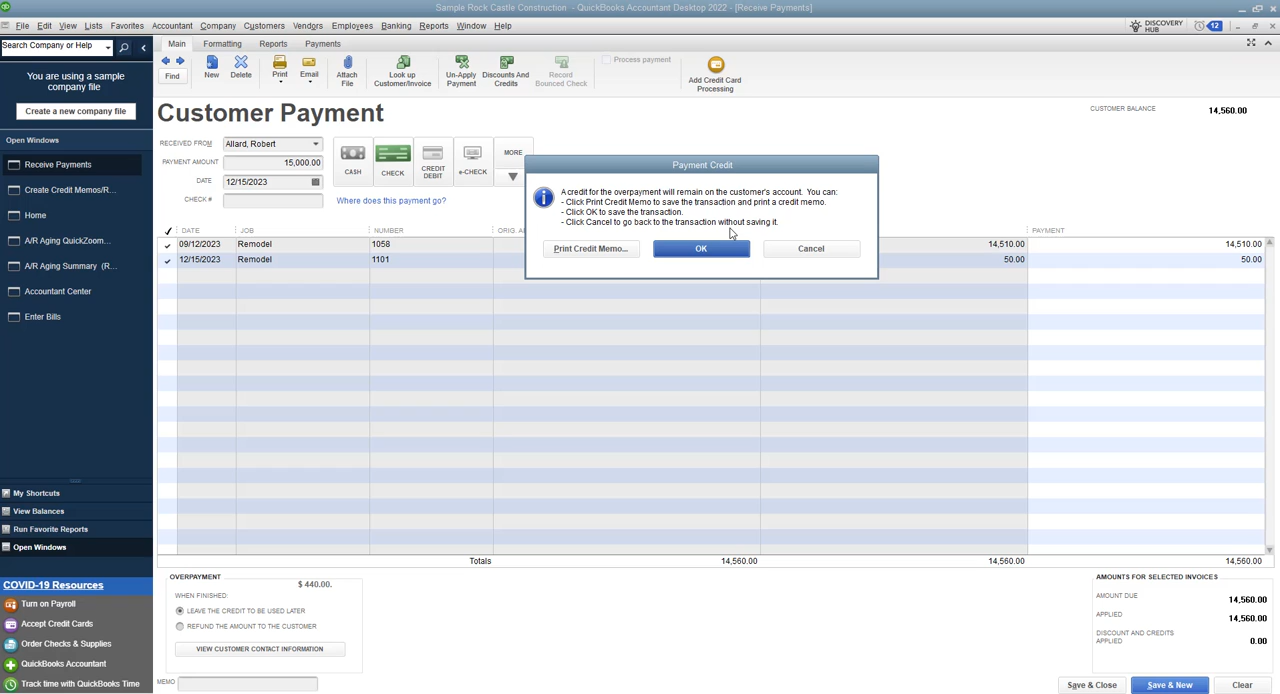 Sample Rock Castle Construction - QuickBooks Accountant Desktop 2022 - [Receive Payments]
File Edit View Lists Favorites Accountant Company Customers Vendors Employees Banking Reports Window Help
DISCOVERY HUB 12
Search Company or Help
Main Formatting Reports Payments
Find New Delete Print Email Attach File Look up Customer/Invoice Un-Apply Payment Discounts And Credits Record Bounced Check Process payment Add Credit Card Processing
You are using a sample company file
Create a new company file
Open Windows
Receive Payments
Create Credit Memos/R...
Home
A/R Aging QuickZoom...
A/R Aging Summary (R...
Accountant Center
Enter Bills
My Shortcuts
View Balances
Run Favorite Reports
Open Windows
COVID-19 Resources
Turn on Payroll
Accept Credit Cards
Order Checks & Supplies
QuickBooks Accountant
Track time with QuickBooks Time
Customer Payment
CUSTOMER BALANCE 14,560.00
RECEIVED FROM Allard, Robert
PAYMENT AMOUNT 15,000.00
DATE 12/15/2023
CHECK #
CASH CHECK CREDIT DEBIT e-CHECK MORE
Where does this payment go?
Payment Credit
A credit for the overpayment will remain on the customer's account. You can:
- Click Print Credit Memo to save the transaction and print a credit memo.
- Click OK to save the transaction.
- Click Cancel to go back to the transaction without saving it.
Print Credit Memo... OK Cancel
DATE JOB NUMBER ORIG. A PAYMENT
09/12/2023 Remodel 1058 14,510.00 14,510.00
12/15/2023 Remodel 1101 50.00 50.00
Totals 14,560.00 14,560.00 14,560.00
OVERPAYMENT $ 440.00.
WHEN FINISHED:
LEAVE THE CREDIT TO BE USED LATER
REFUND THE AMOUNT TO THE CUSTOMER
VIEW CUSTOMER CONTACT INFORMATION
MEMO
AMOUNTS FOR SELECTED INVOICES
AMOUNT DUE 14,560.00
APPLIED 14,560.00
DISCOUNT AND CREDITS APPLIED 0.00
Save & Close Save & New Clear